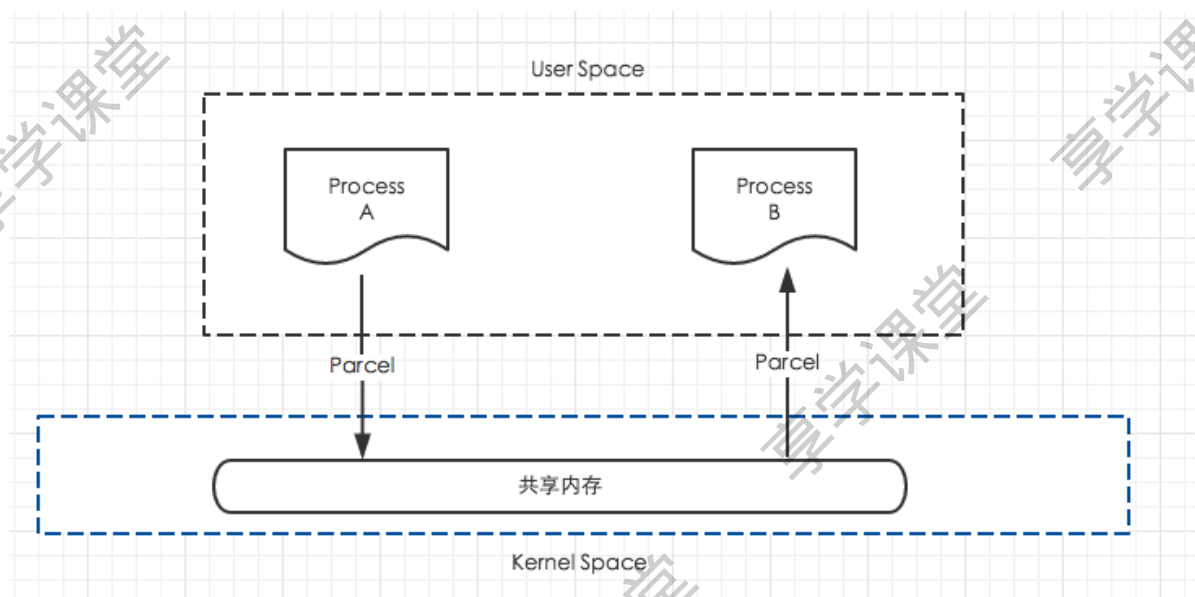 User Space
Process
A
Process
B
Parcel
Parcel
共享内存
Kernel Space
享学课堂
享学课堂
享学课
堂